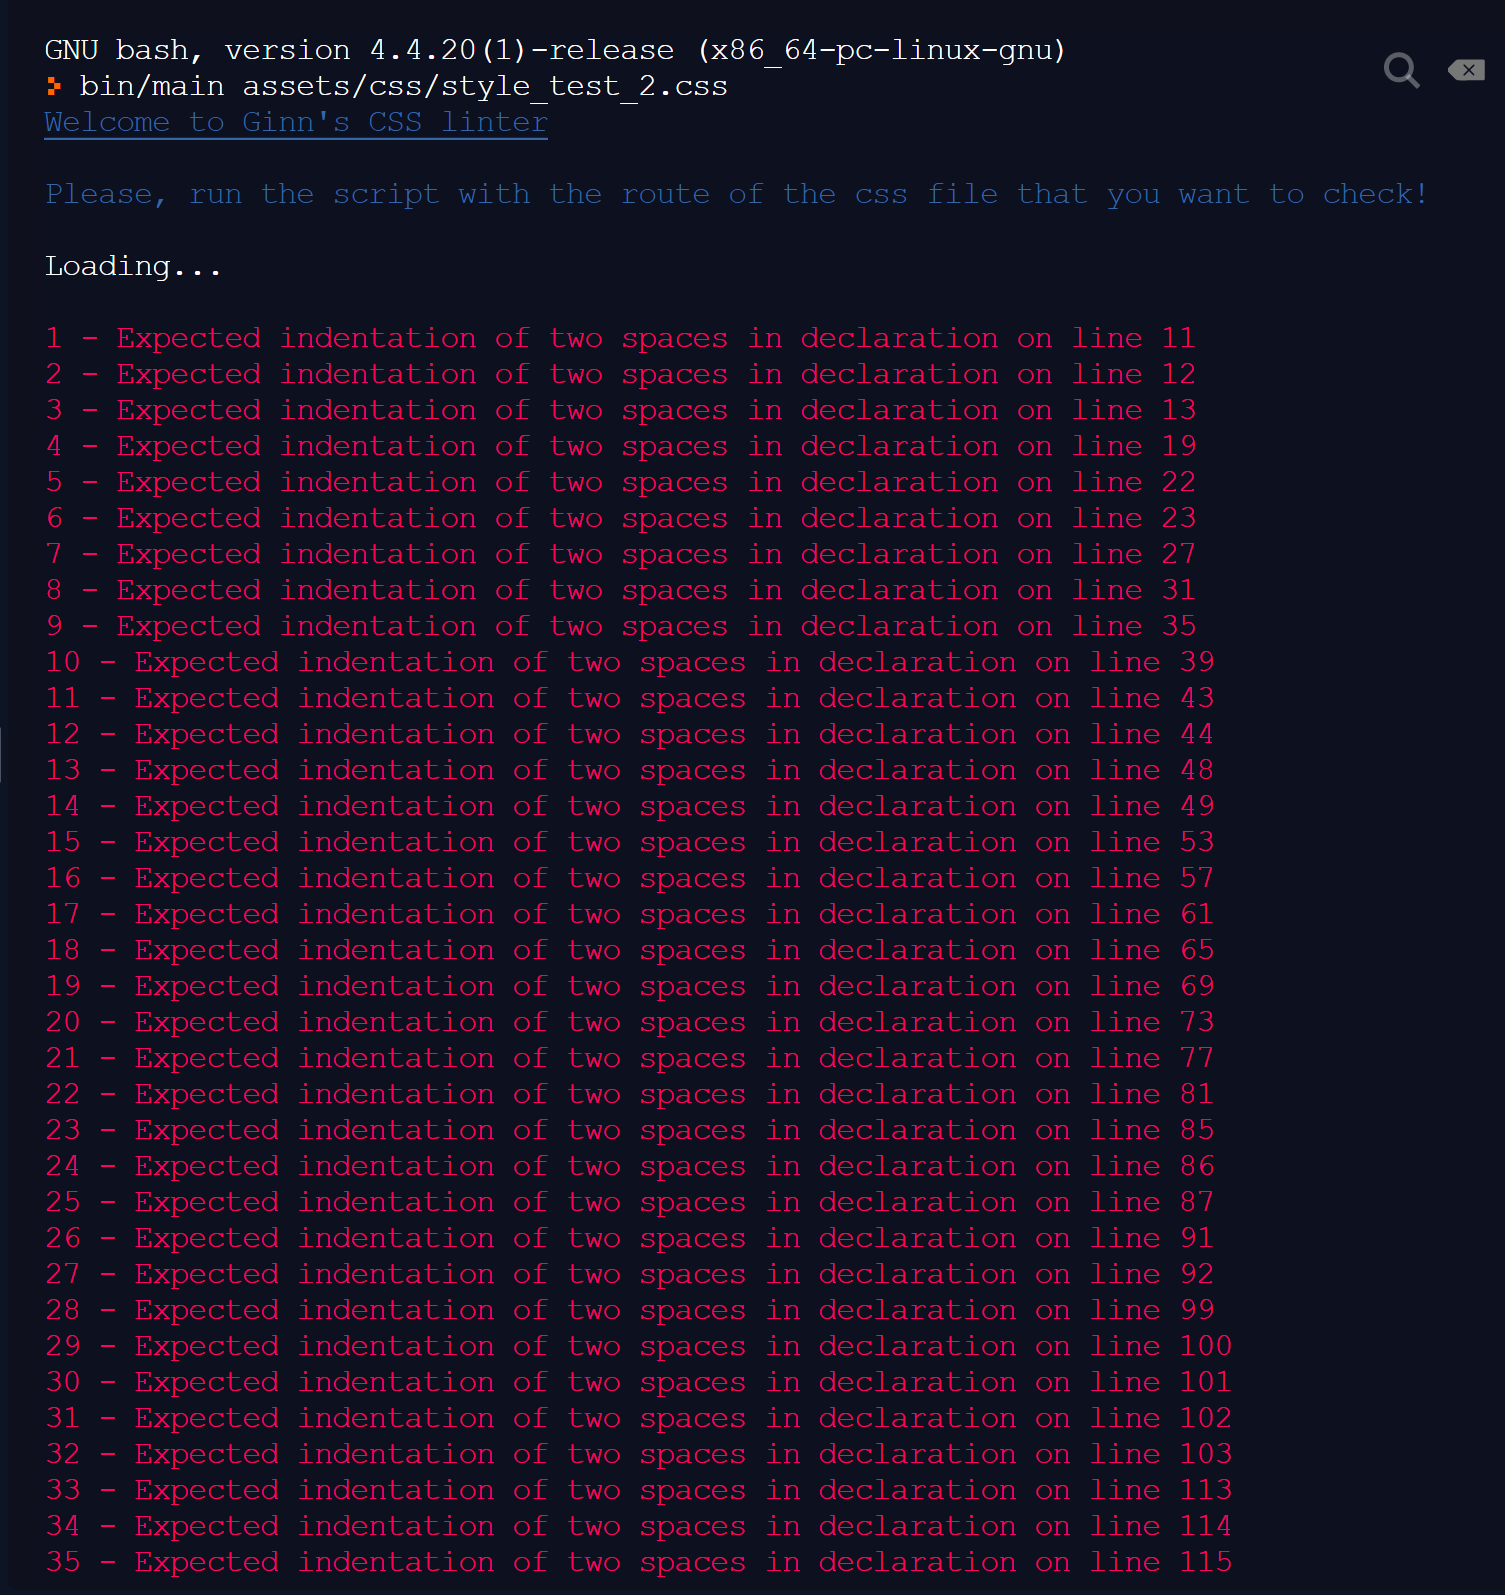 GNU bash, version 4.4.20(1)-release (x86_64-pc-linux-gnu)
bin/main assets/css/style_test_2.css
Welcome to Ginn's CSS linter
Please, run the script with the route of the css file that you want to check!
Loading...
1 - Expected indentation of two spaces in declaration on line 11
2 - Expected indentation of two spaces in declaration on line 12
3 - Expected indentation of two spaces in declaration on line 13
4 - Expected indentation of two spaces in declaration on line 19
5 - Expected indentation of two spaces in declaration on line 22
6 - Expected indentation of two spaces in declaration on line 23
7 - Expected indentation of two spaces in declaration on line 27
8 - Expected indentation of two spaces in declaration on line 31
9 - Expected indentation of two spaces in declaration on line 35
10 - Expected indentation of two spaces in declaration on line 39
11 - Expected indentation of two spaces in declaration on line 43
12 - Expected indentation of two spaces in declaration on line 44
13 - Expected indentation of two spaces in declaration on line 48
14 - Expected indentation of two spaces in declaration on line 49
15 - Expected indentation of two spaces in declaration on line 53
16 - Expected indentation of two spaces in declaration on line 57
17 - Expected indentation of two spaces in declaration on line 61
18 - Expected indentation of two spaces in declaration on line 65
19 - Expected indentation of two spaces in declaration on line 69
20 - Expected indentation of two spaces in declaration on line 73
21 - Expected indentation of two spaces in declaration on line 77
22 - Expected indentation of two spaces in declaration on line 81
23 - Expected indentation of two spaces in declaration on line 85
24 - Expected indentation of two spaces in declaration on line 86
25 - Expected indentation of two spaces in declaration on line 87
26 - Expected indentation of two spaces in declaration on line 91
27 - Expected indentation of two spaces in declaration on line 92
28 - Expected indentation of two spaces in declaration on line 99
29 - Expected indentation of two spaces in declaration on line 100
30 - Expected indentation of two spaces in declaration on line 101
31 - Expected indentation of two spaces in declaration on line 102
32 - Expected indentation of two spaces in declaration on line 103
33 - Expected indentation of two spaces in declaration on line 113
34 - Expected indentation of two spaces in declaration on line 114
35 - Expected indentation of two spaces in declaration on line 115